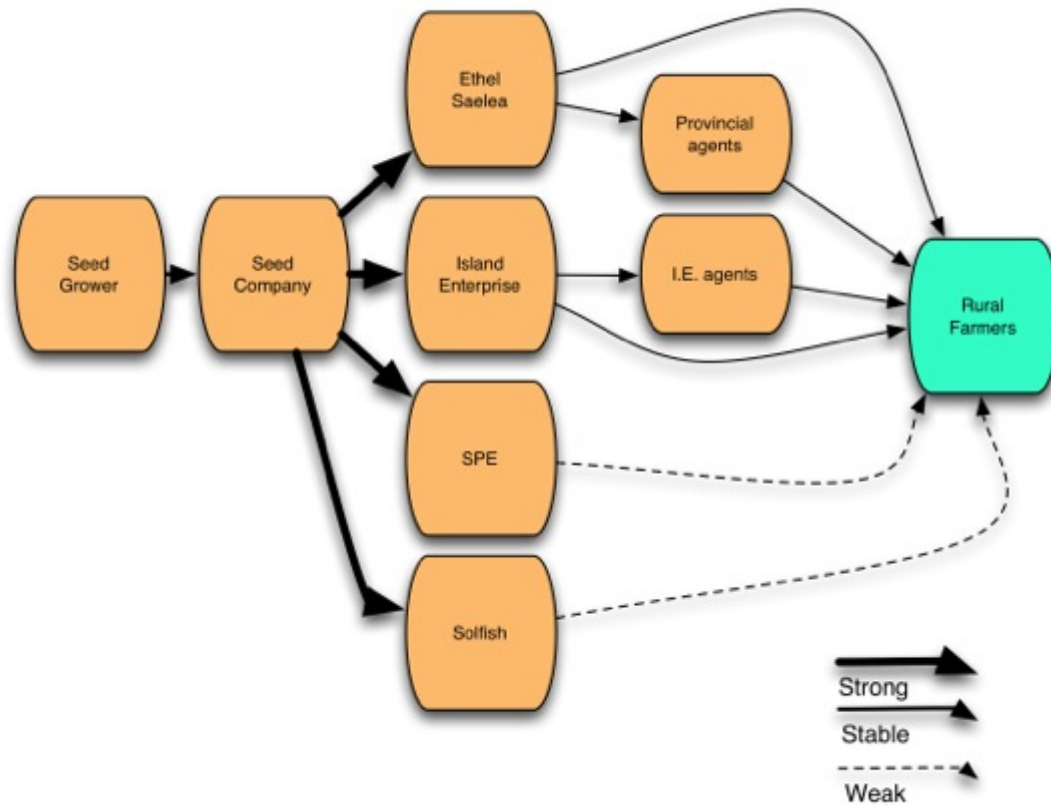 Ethel
Saelea
Provincial
agents
Seed
Grower
Seed
Company
Island
Enterprise
I.E. agents
Rural
Farmers
SPE
Solfish
Strong
Stable
Weak